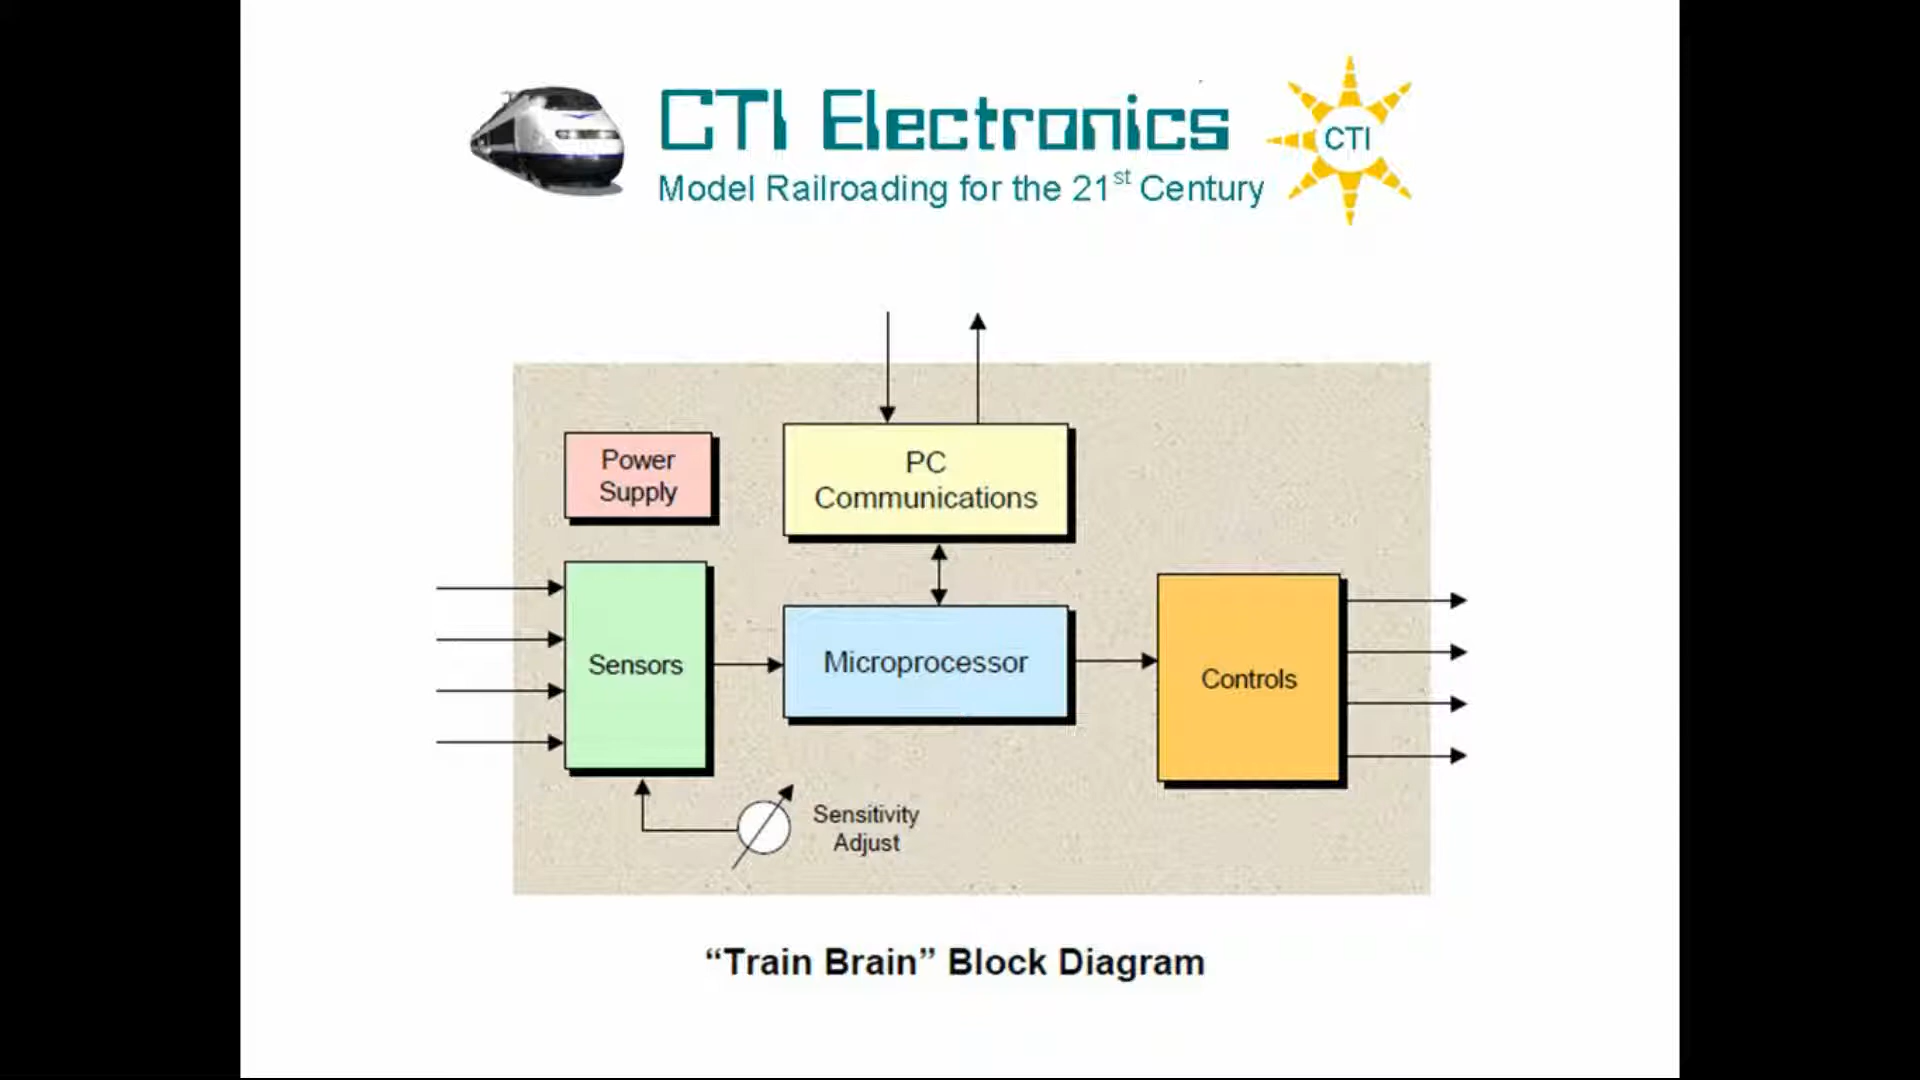 CTI Electronics
Model Railroading for the 21st Century
CTI
Power
Supply
PC
Communications
Sensors
Microprocessor
Controls
Sensitivity
Adjust
“Train Brain” Block Diagram